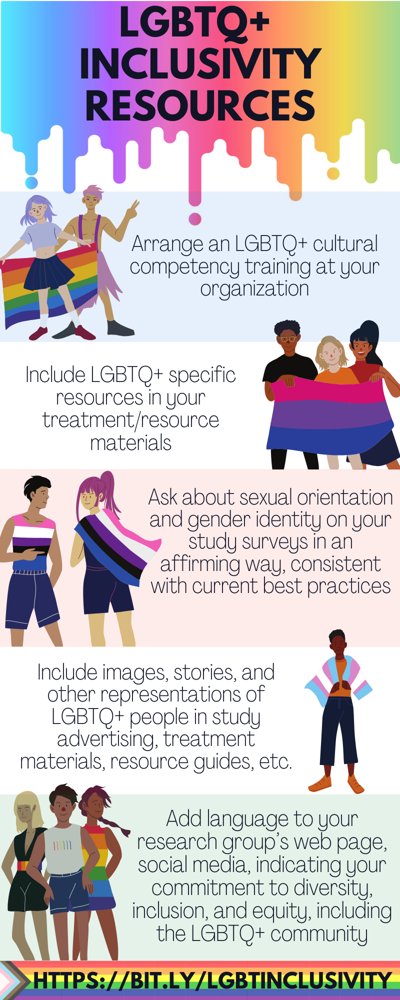 LGBTQ+
INCLUSIVITY
RESOURCES
Arrange an LGBTQ+ cultural
competency training at your
organization
Include LGBTQ+ specific
resources in your
treatment/resource
materials
Ask about sexual orientation
and gender identity on your
study surveys in an
affirming way, consistent
with current best practices
Include images, stories, and
other representations of
LGBTQ+ people in study
advertising, treatment
materials, resource guides, etc.
Add language to your
research group's web page,
social media, indicating your
commitment to diversity,
inclusion, and equity, including
the LGBTQ+ community
HTTPS://BIT.LY/LGBTINCLUSIVITY